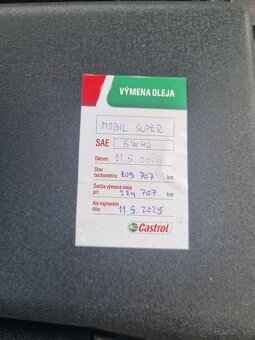 VÝMENA OLEJA
MOBIL SUPER
SAE 5W40
Dátum: 11.5.2024
Stav
tachometru: 209 707 km
Ďalšia výmena oleja
pri: 224 707 km
Ale najneskôr
dňa: 11.5.2025
Castrol